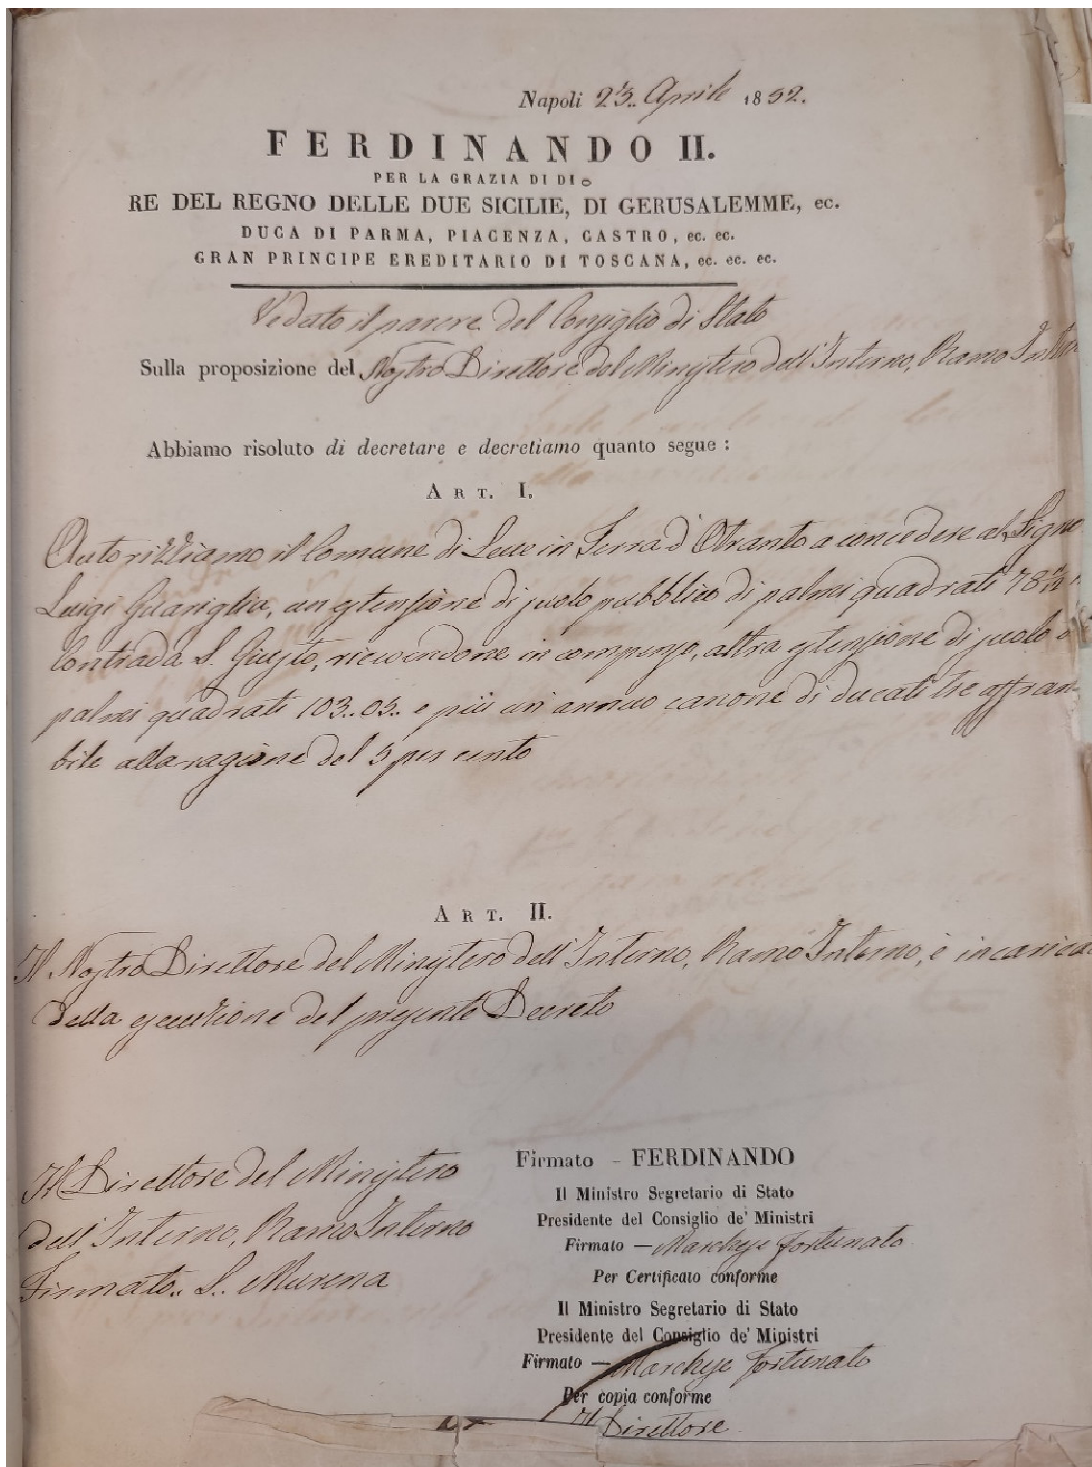 Napoli 23.. Aprile 1852.
FERDINANDO II.
PER LA GRAZIA DI DIO
RE DEL REGNO DELLE DUE SICILIE, DI GERUSALEMME, ec.
DUCA DI PARMA, PIACENZA, CASTRO, ec. ec.
GRAN PRINCIPE EREDITARIO DI TOSCANA, ec. ec. ec.
Veduto il parere del Consiglio di Stato
Sulla proposizione del Nostro Direttore del Ministero dell'Interno, Ramo
Abbiamo risoluto di decretare e decretiamo quanto segue :
ART. I.
Autorizziamo il Comune di Lecce in Terra d'Otranto a concedere al
Luigi Guariglia, un estensione di suolo pubblico di palmi quadrati
Contrada S. Giusto, ricevendone in compenso, altra estensione di suolo
palmi quadrati 103..03.. e più un annuo canone di ducati tre affran-
bile alla ragione del 5 per cento
ART. II.
Il Nostro Direttore del Ministero dell'Interno, Ramo Interno, è
della esecuzione del presente Decreto
Il Direttore del Ministero
dell'Interno, Ramo Interno
Firmato.. S.. Murena
Firmato – FERDINANDO
Il Ministro Segretario di Stato
Presidente del Consiglio de' Ministri
Firmato — Marchese Fortunato
Per Certificato conforme
Il Ministro Segretario di Stato
Presidente del Consiglio de' Ministri
Firmato — Marchese Fortunato
Per copia conforme
Il Direttore